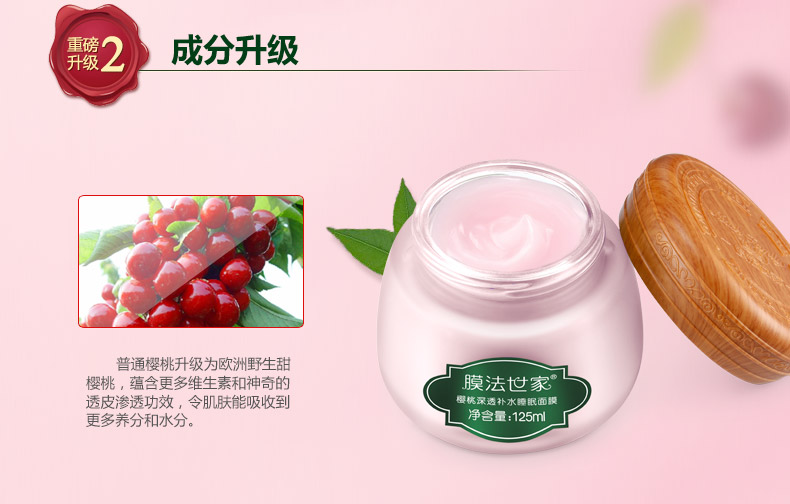 重磅
升级2
成分升级
普通樱桃升级为欧洲野生甜
樱桃，蕴含更多维生素和神奇的
透皮渗透功效，令肌肤能吸收到
更多养分和水分。
膜法世家®
樱桃深透补水睡眠面膜
净含量:125ml